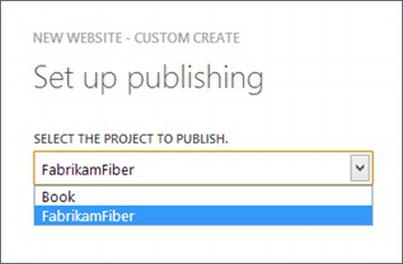 NEW WEBSITE - CUSTOM CREATE
Set up publishing
SELECT THE PROJECT TO PUBLISH.
FabrikamFiber
Book
FabrikamFiber